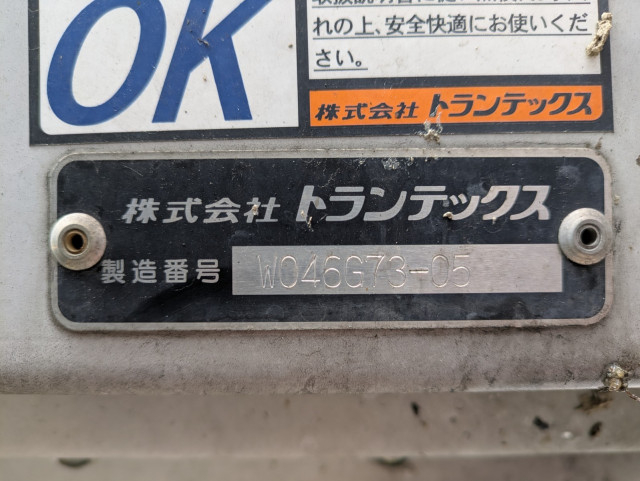 OK
れの上、安全快適にお使いくだ
さい。
株式会社 トランテックス
株式会社 トランテックス
製造番号 W046G73-05